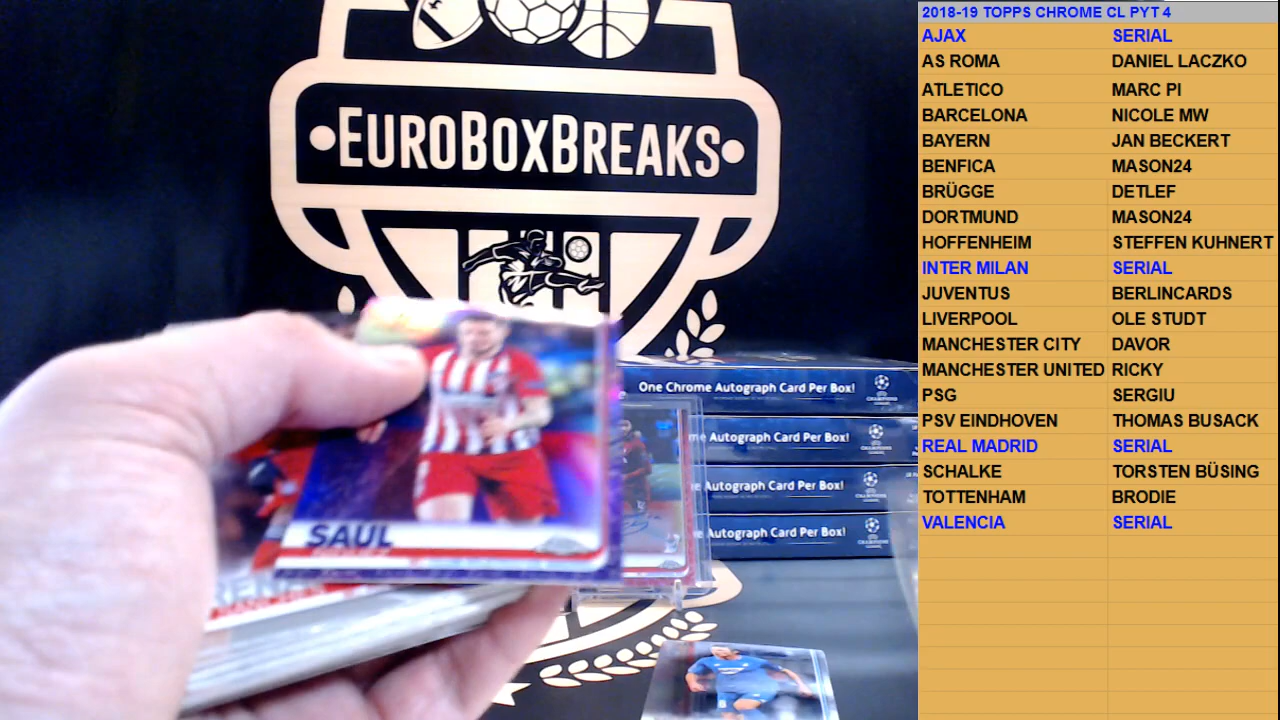 EUROBOXBREAKS
One Chrome Autograph Card Per Box!
CHAMPIONS LEAGUE
Autograph Card Per Box!
Autograph Card Per Box!
Autograph Card Per Box!
SAUL
2018-19 TOPPS CHROME CL PYT 4
AJAX SERIAL
AS ROMA DANIEL LACZKO
ATLETICO MARC PI
BARCELONA NICOLE MW
BAYERN JAN BECKERT
BENFICA MASON24
BRÜGGE DETLEF
DORTMUND MASON24
HOFFENHEIM STEFFEN KUHNERT
INTER MILAN SERIAL
JUVENTUS BERLINCARDS
LIVERPOOL OLE STUDT
MANCHESTER CITY DAVOR
MANCHESTER UNITED RICKY
PSG SERGIU
PSV EINDHOVEN THOMAS BUSACK
REAL MADRID SERIAL
SCHALKE TORSTEN BÜSING
TOTTENHAM BRODIE
VALENCIA SERIAL